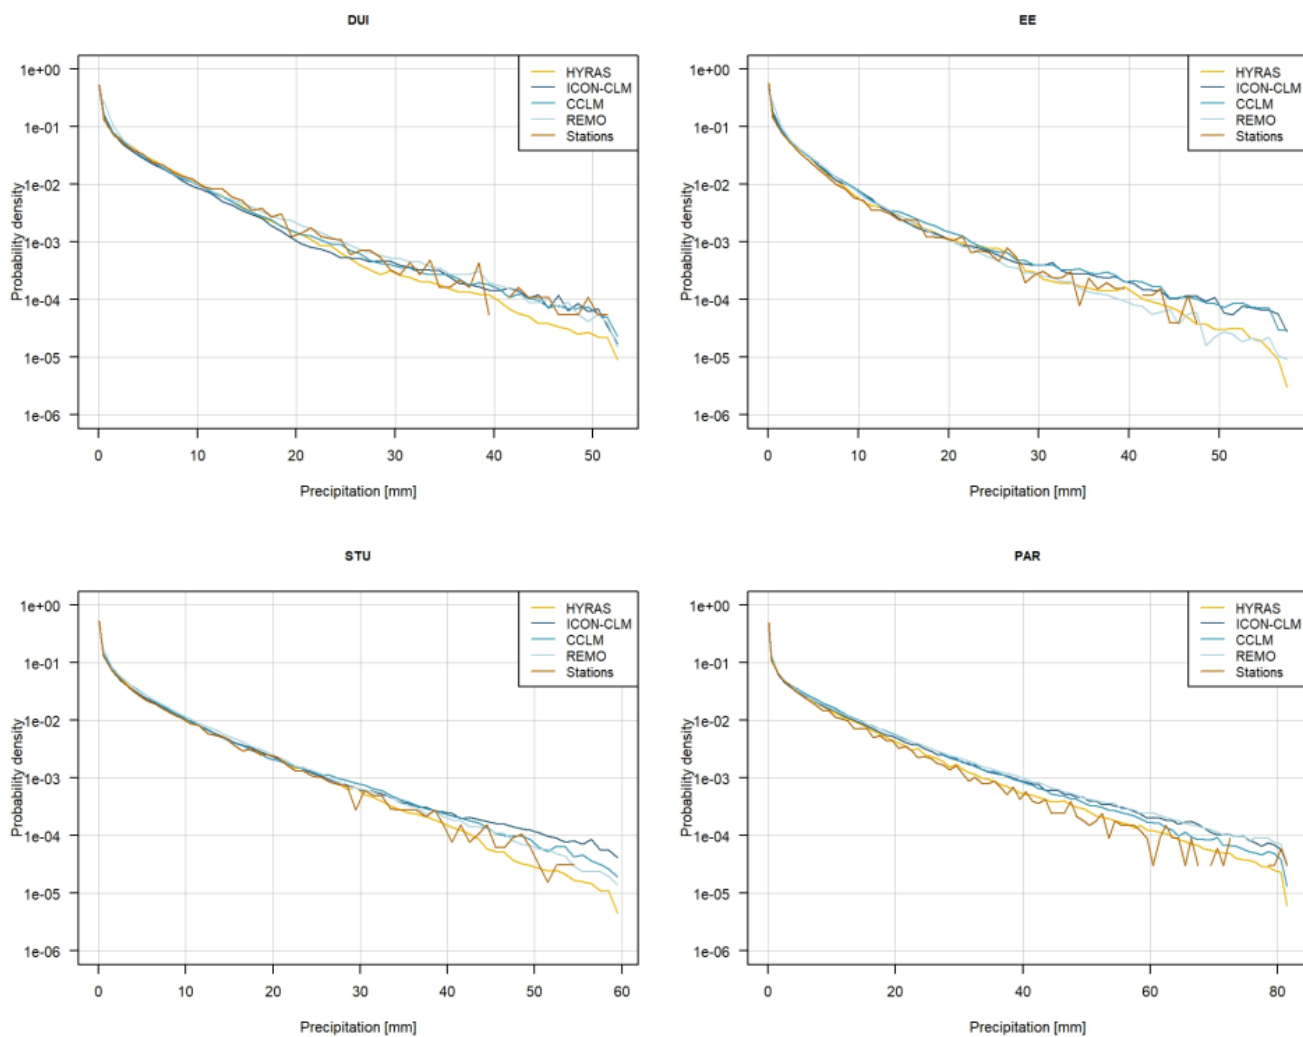 DUI
1e+00
1e-01
1e-02
1e-03
1e-04
1e-05
1e-06
Probability density
0 10 20 30 40 50
Precipitation [mm]
HYRAS
ICON-CLM
CCLM
REMO
Stations
EE
1e+00
1e-01
1e-02
1e-03
1e-04
1e-05
1e-06
Probability density
0 10 20 30 40 50
Precipitation [mm]
HYRAS
ICON-CLM
CCLM
REMO
Stations
STU
1e+00
1e-01
1e-02
1e-03
1e-04
1e-05
1e-06
Probability density
0 10 20 30 40 50 60
Precipitation [mm]
HYRAS
ICON-CLM
CCLM
REMO
Stations
PAR
1e+00
1e-01
1e-02
1e-03
1e-04
1e-05
1e-06
Probability density
0 20 40 60 80
Precipitation [mm]
HYRAS
ICON-CLM
CCLM
REMO
Stations